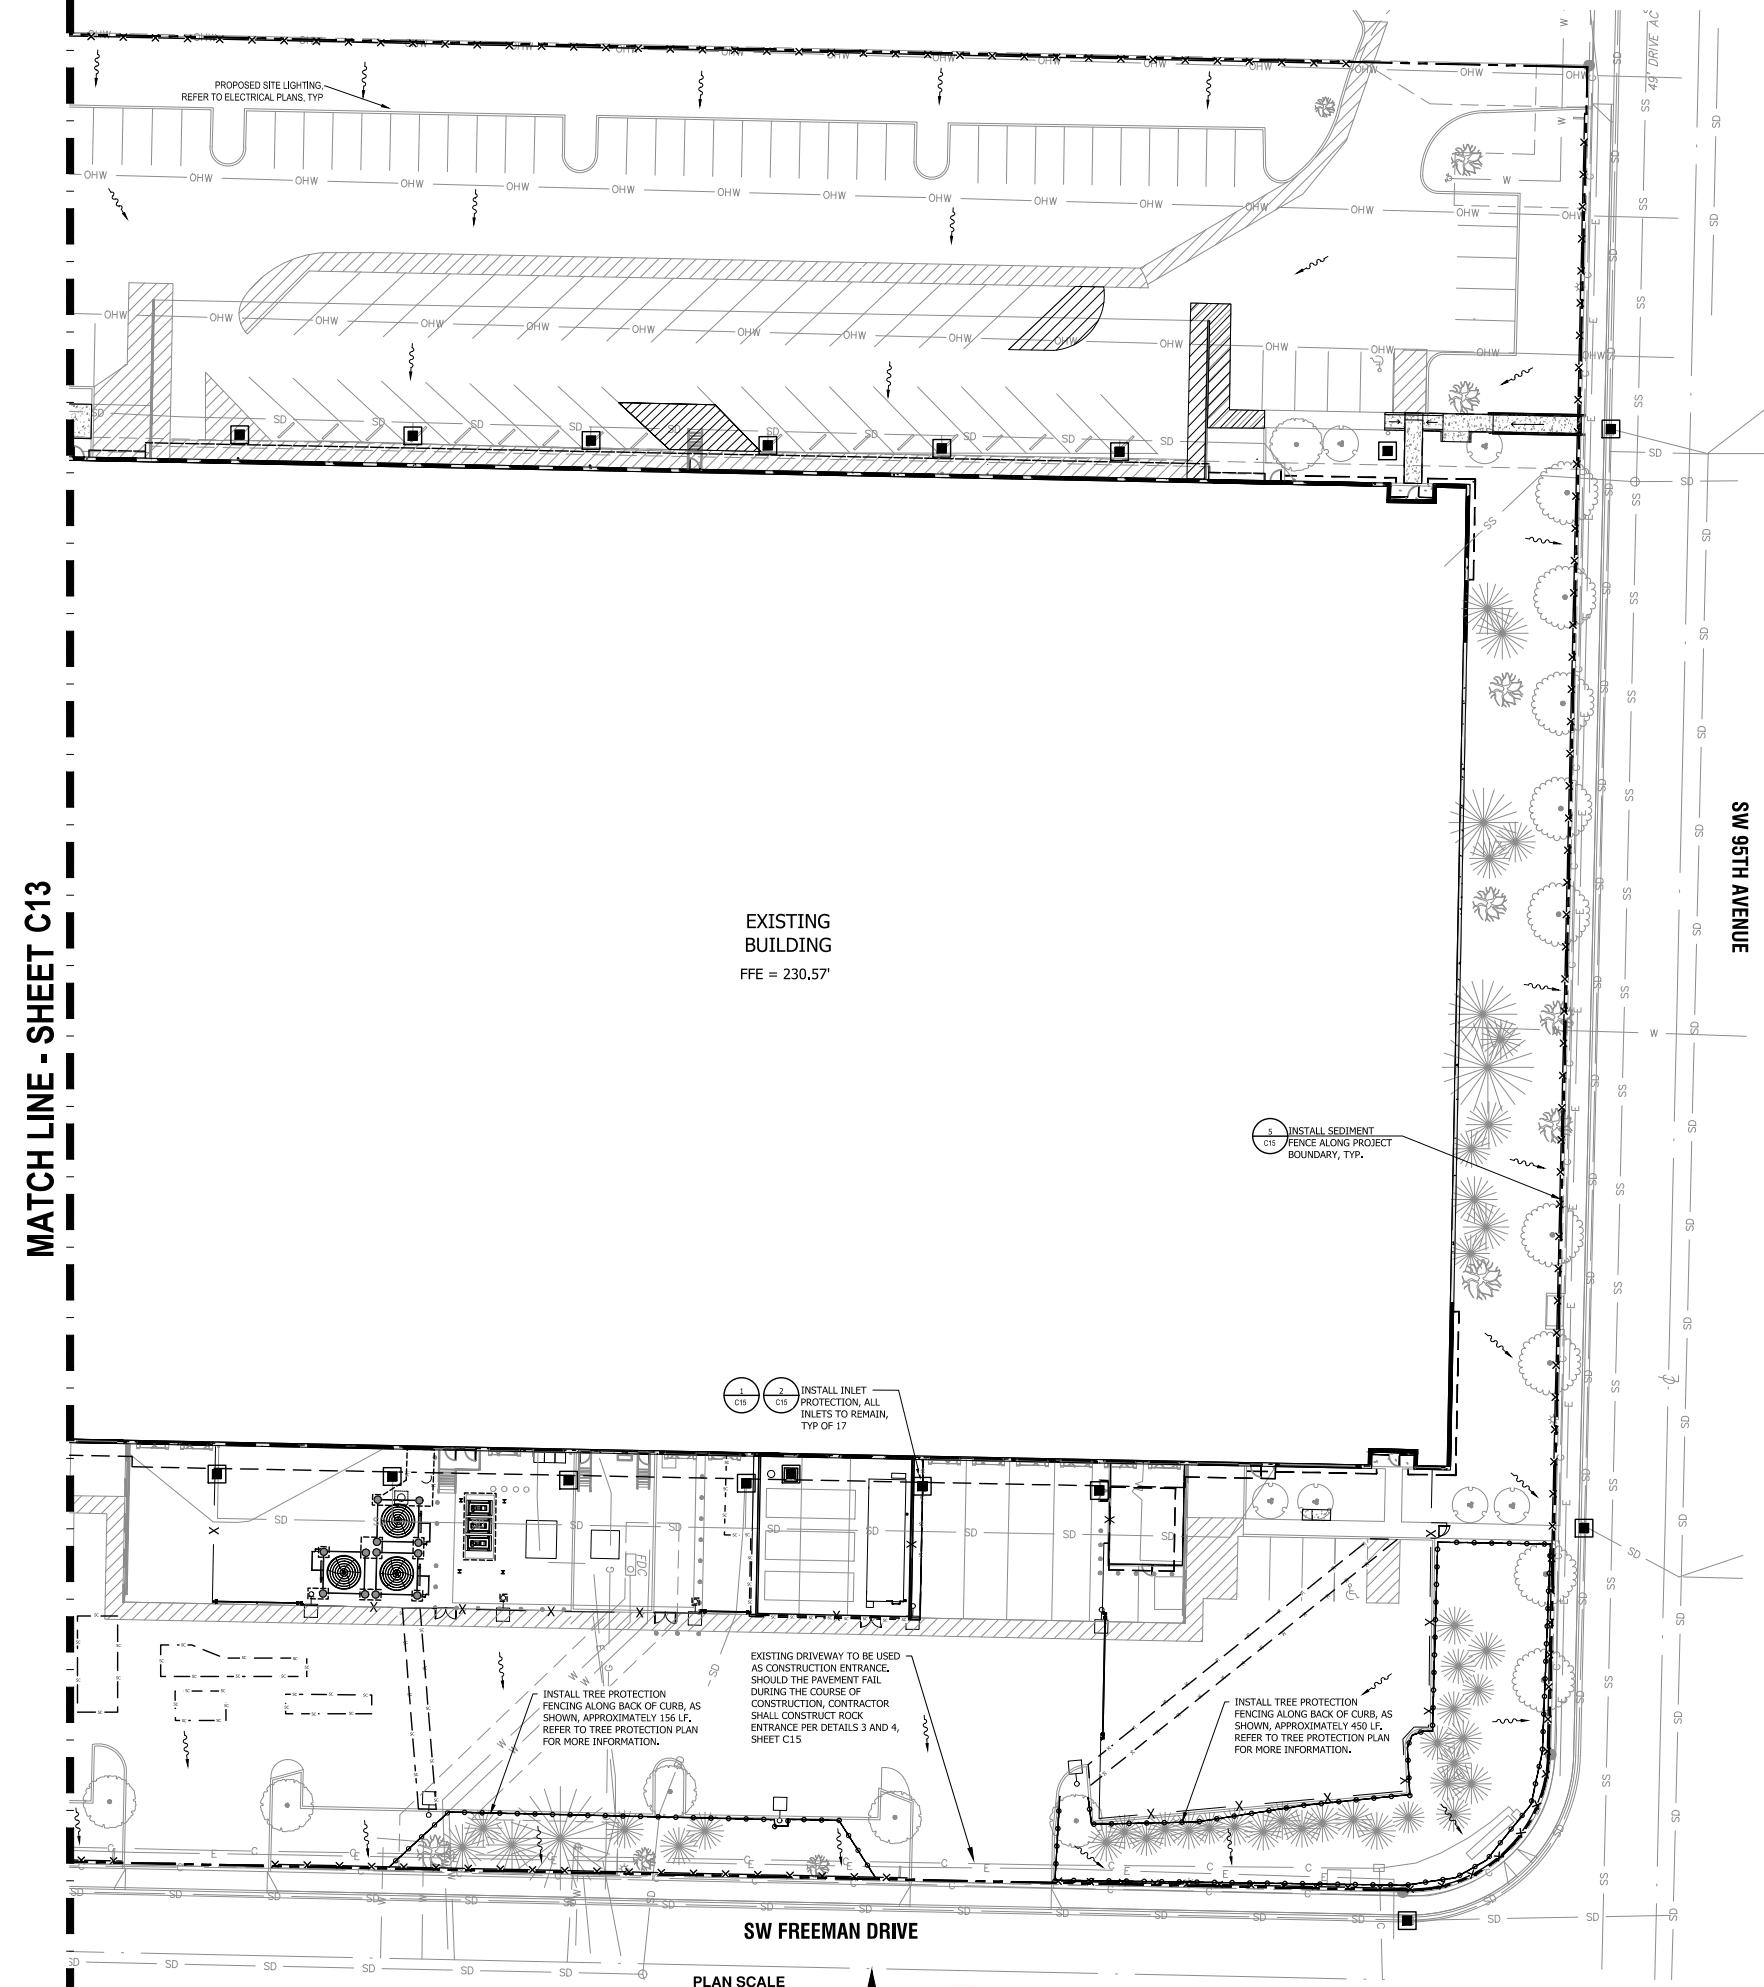 49' DRIVE AC
PROPOSED SITE LIGHTING,
REFER TO ELECTRICAL PLANS, TYP
MATCH LINE - SHEET C13
SW 95TH AVENUE
EXISTING
BUILDING
FFE = 230.57'
5
C15
INSTALL SEDIMENT
FENCE ALONG PROJECT
BOUNDARY, TYP.
1
C15
2
C15
INSTALL INLET
PROTECTION, ALL
INLETS TO REMAIN,
TYP OF 17
FDC
EXISTING DRIVEWAY TO BE USED
AS CONSTRUCTION ENTRANCE.
SHOULD THE PAVEMENT FAIL
DURING THE COURSE OF
CONSTRUCTION, CONTRACTOR
SHALL CONSTRUCT ROCK
ENTRANCE PER DETAILS 3 AND 4,
SHEET C15
INSTALL TREE PROTECTION
FENCING ALONG BACK OF CURB, AS
SHOWN, APPROXIMATELY 156 LF.
REFER TO TREE PROTECTION PLAN
FOR MORE INFORMATION.
INSTALL TREE PROTECTION
FENCING ALONG BACK OF CURB, AS
SHOWN, APPROXIMATELY 450 LF.
REFER TO TREE PROTECTION PLAN
FOR MORE INFORMATION.
SW FREEMAN DRIVE
PLAN SCALE